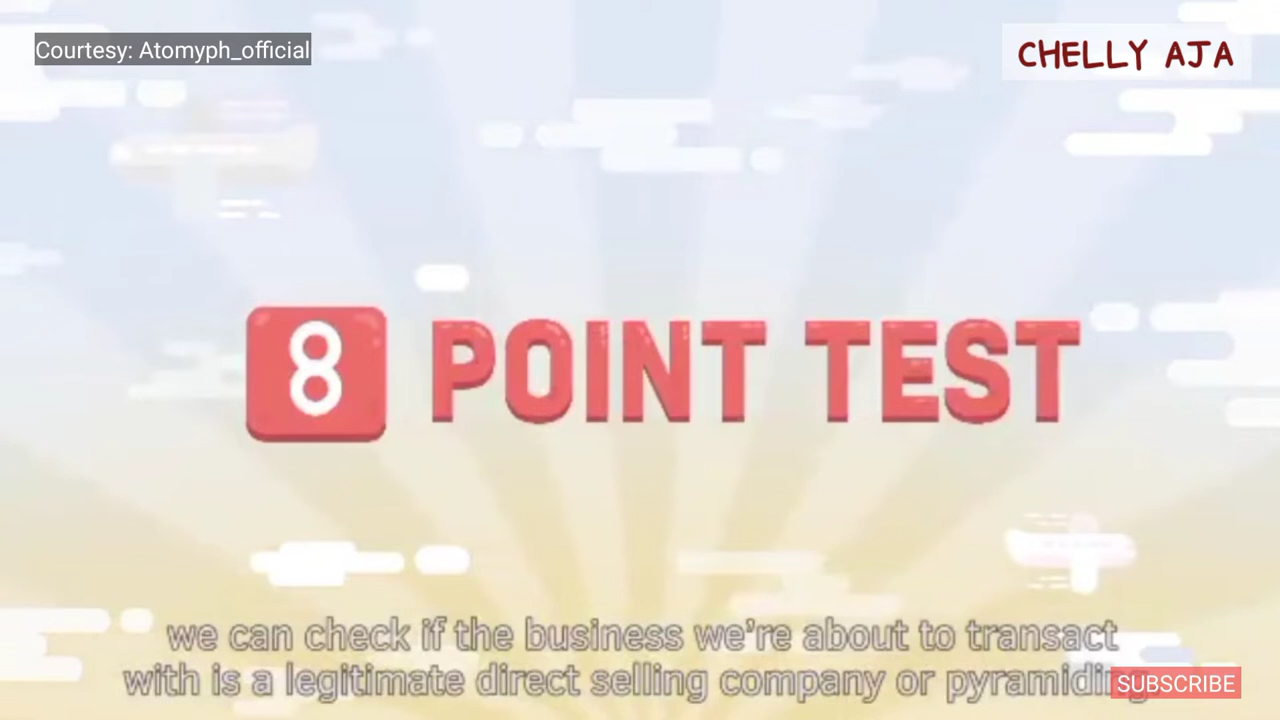 Courtesy: Atomyph_official
CHELLY AJA
8 POINT TEST
we can check if the business we're about to transact
with is a legitimate direct selling company or pyramiding.
SUBSCRIBE